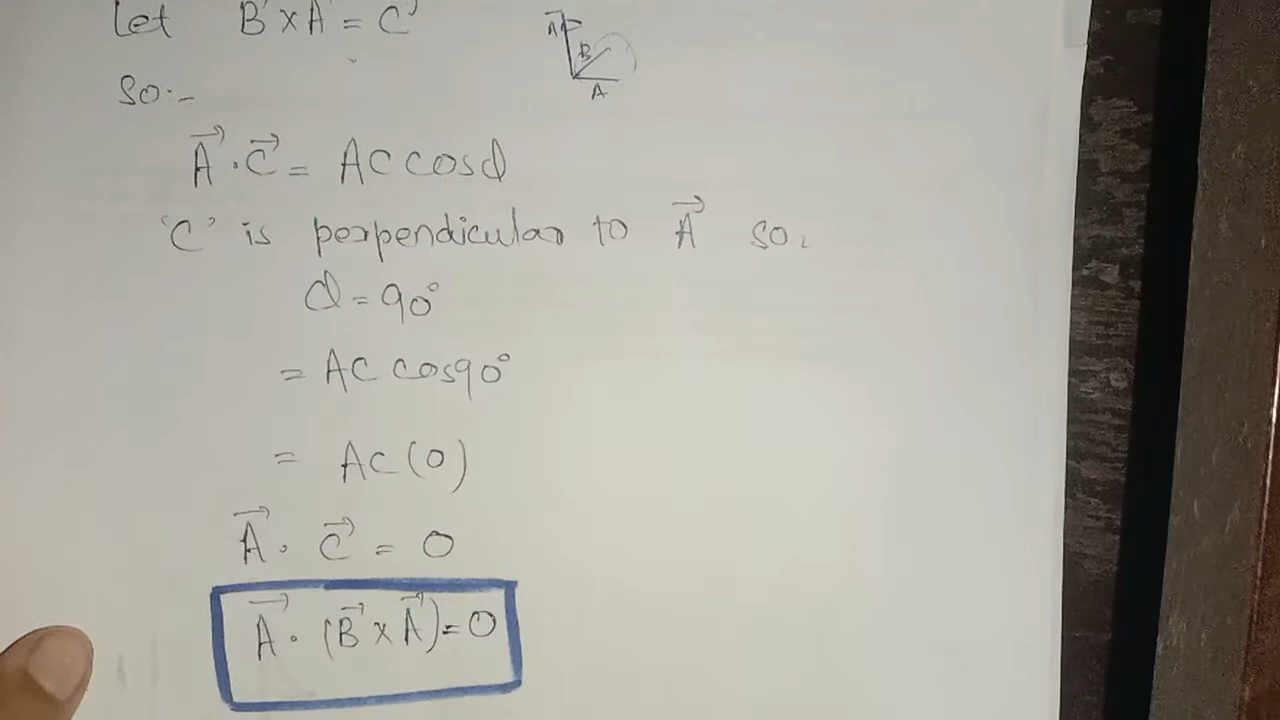 Let B⃗ × A⃗ = C⃗
B
A
So:-
A⃗ . C⃗ = AC cosθ
'C' is perpendicular to A⃗ so,
θ = 90°
= AC cos90°
= AC (0)
A⃗ . C⃗ = 0
A⃗ . (B⃗ × A⃗) = 0